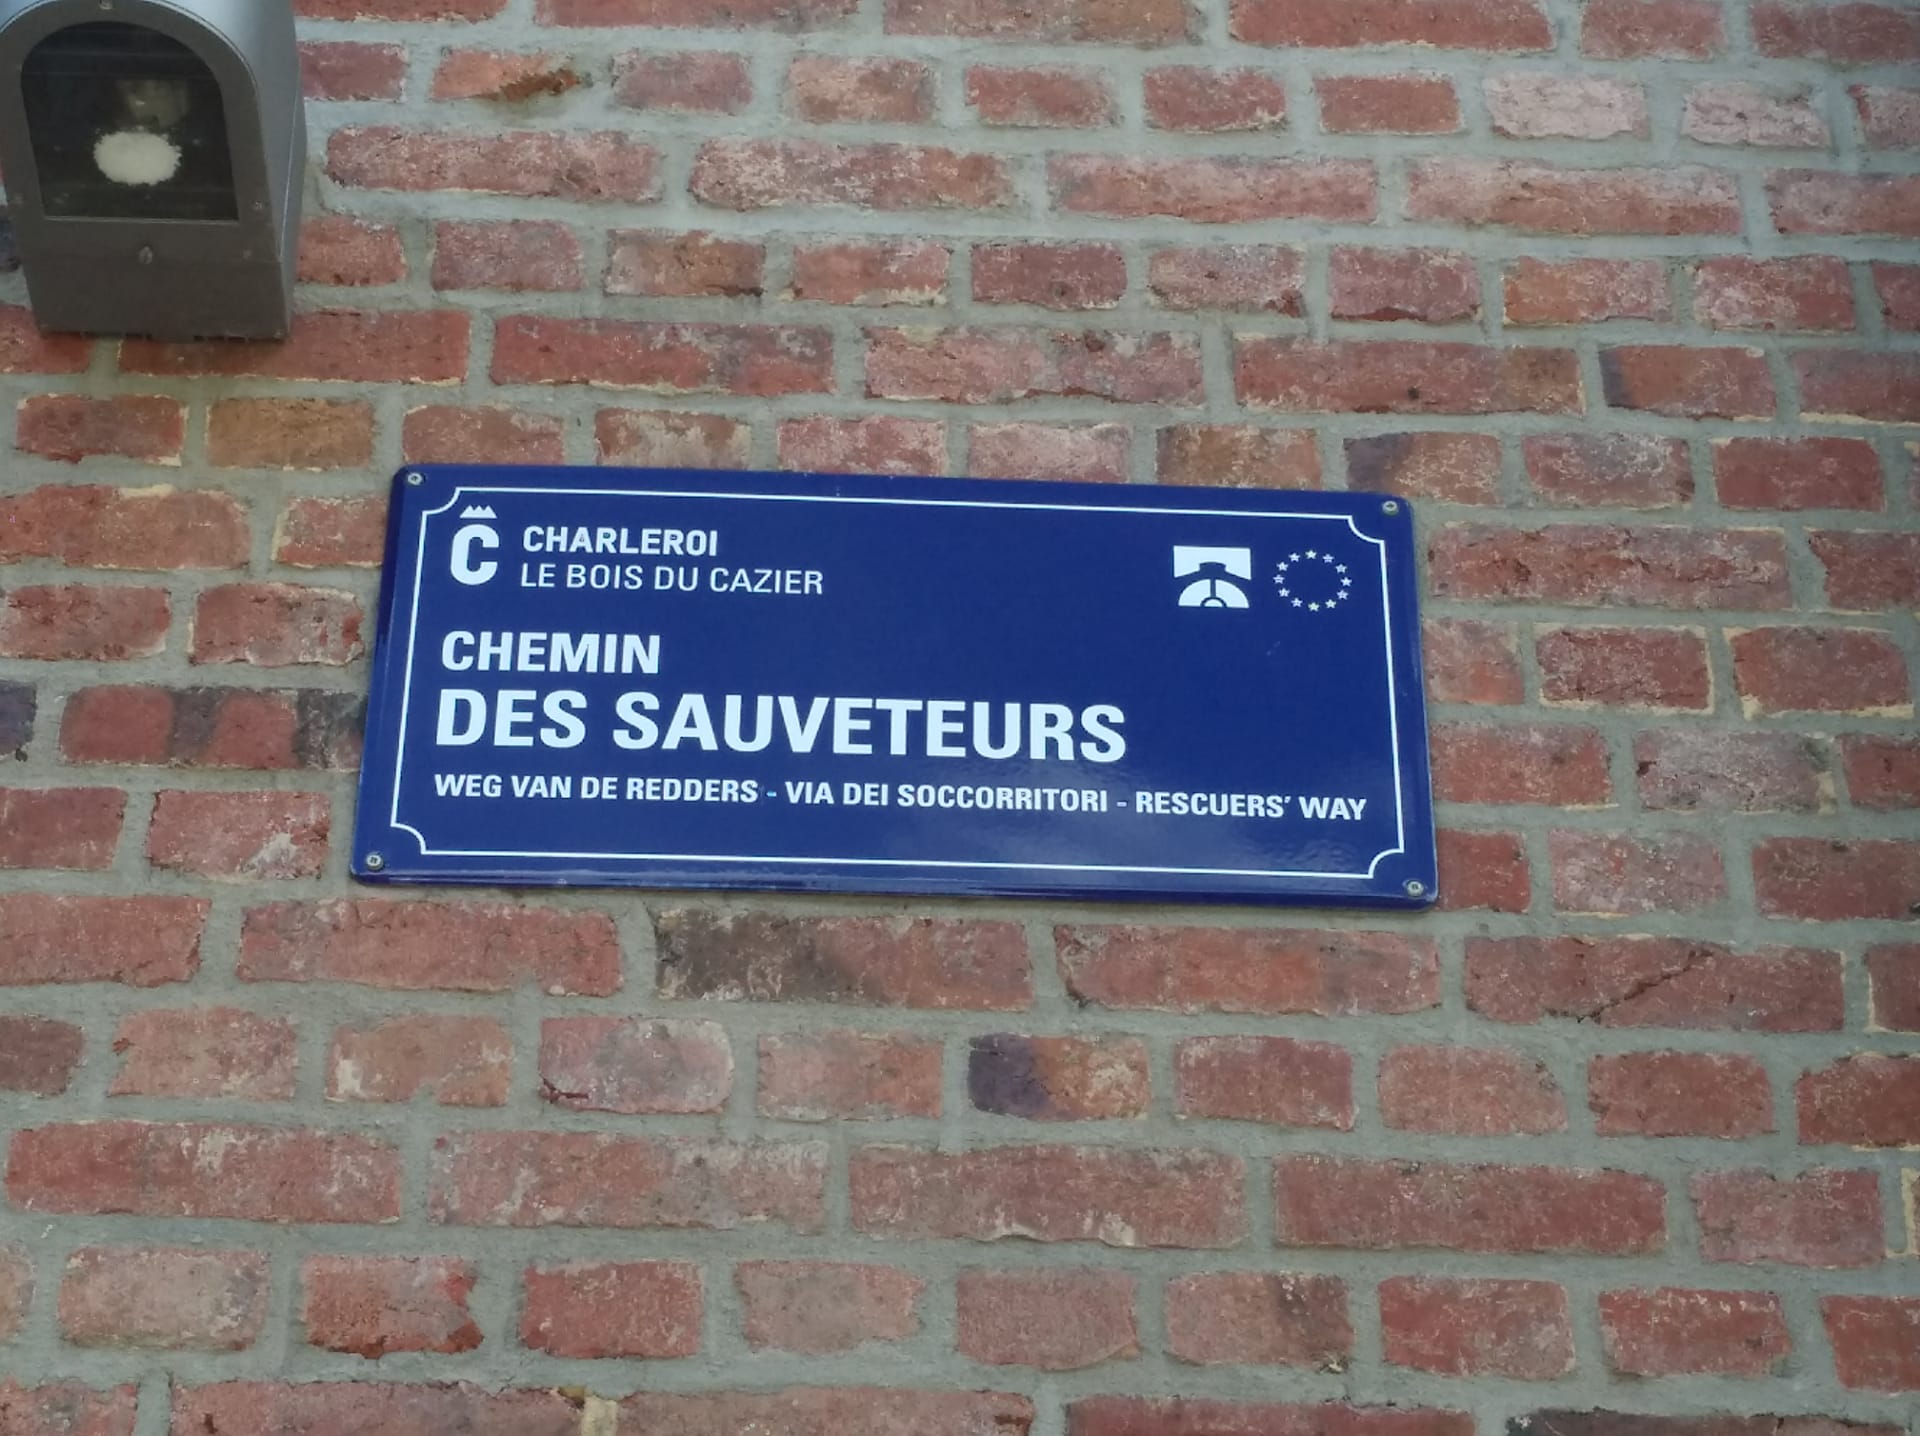 CHARLEROI
LE BOIS DU CAZIER
CHEMIN
DES SAUVETEURS
WEG VAN DE REDDERS - VIA DEI SOCCORRITORI - RESCUERS' WAY